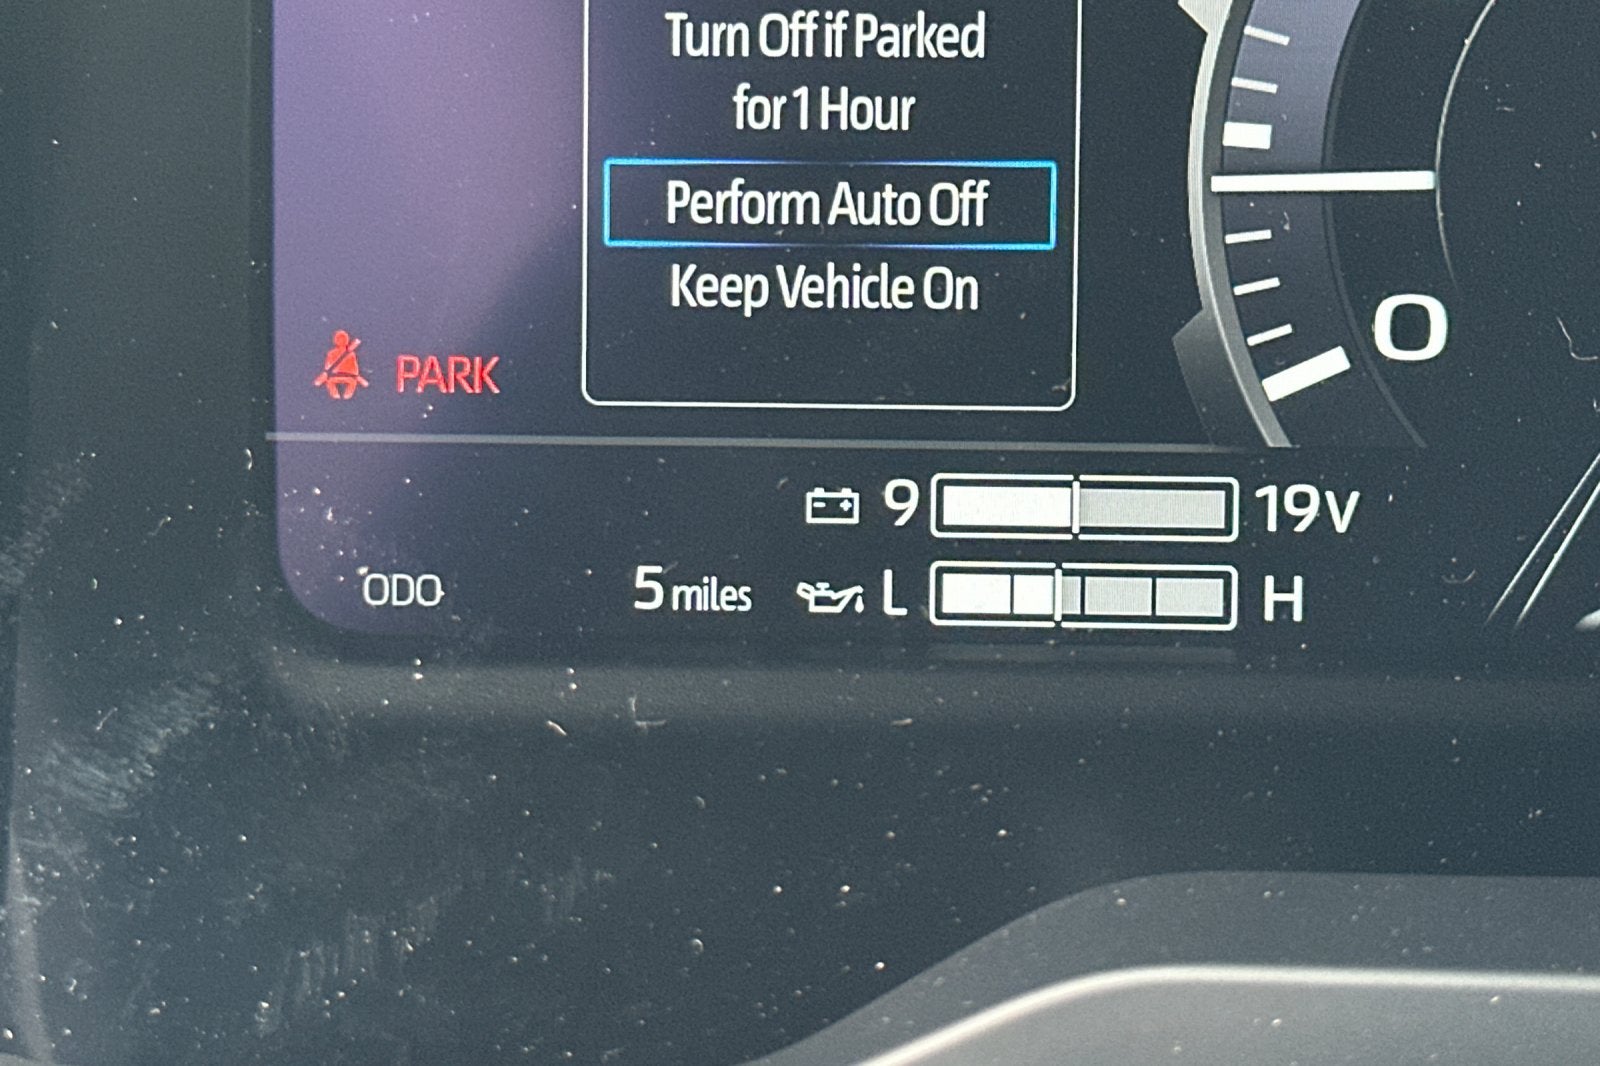 Turn Off if Parked
for 1 Hour
Perform Auto Off
Keep Vehicle On
0
PARK
9 19V
ODO 5 miles L H